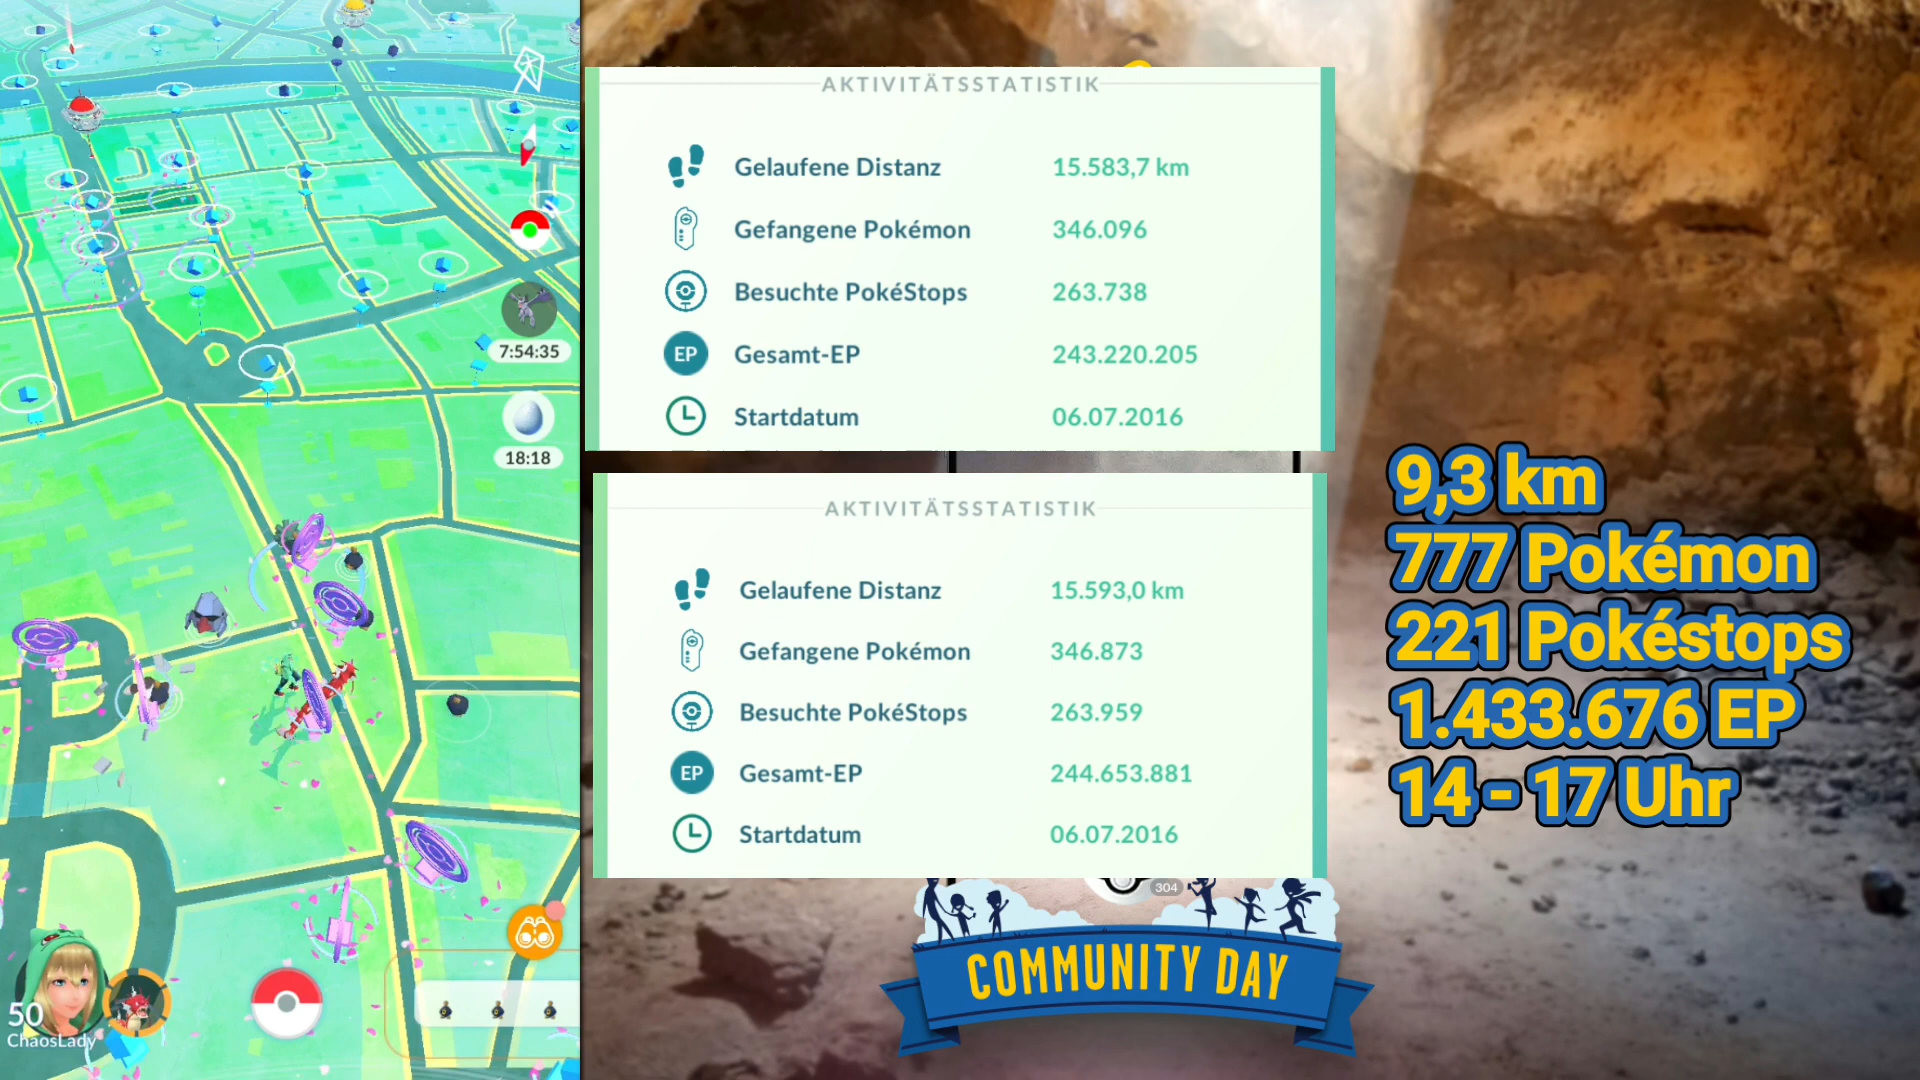 7:54:35
18:18
50
ChaosLady
AKTIVITÄTSSTATISTIK
Gelaufene Distanz 15.583,7 km
Gefangene Pokémon 346.096
Besuchte PokéStops 263.738
EP Gesamt-EP 243.220.205
Startdatum 06.07.2016
AKTIVITÄTSSTATISTIK
Gelaufene Distanz 15.593,0 km
Gefangene Pokémon 346.873
Besuchte PokéStops 263.959
EP Gesamt-EP 244.653.881
Startdatum 06.07.2016
304
COMMUNITY DAY
9,3 km
777 Pokémon
221 Pokéstops
1.433.676 EP
14 - 17 Uhr